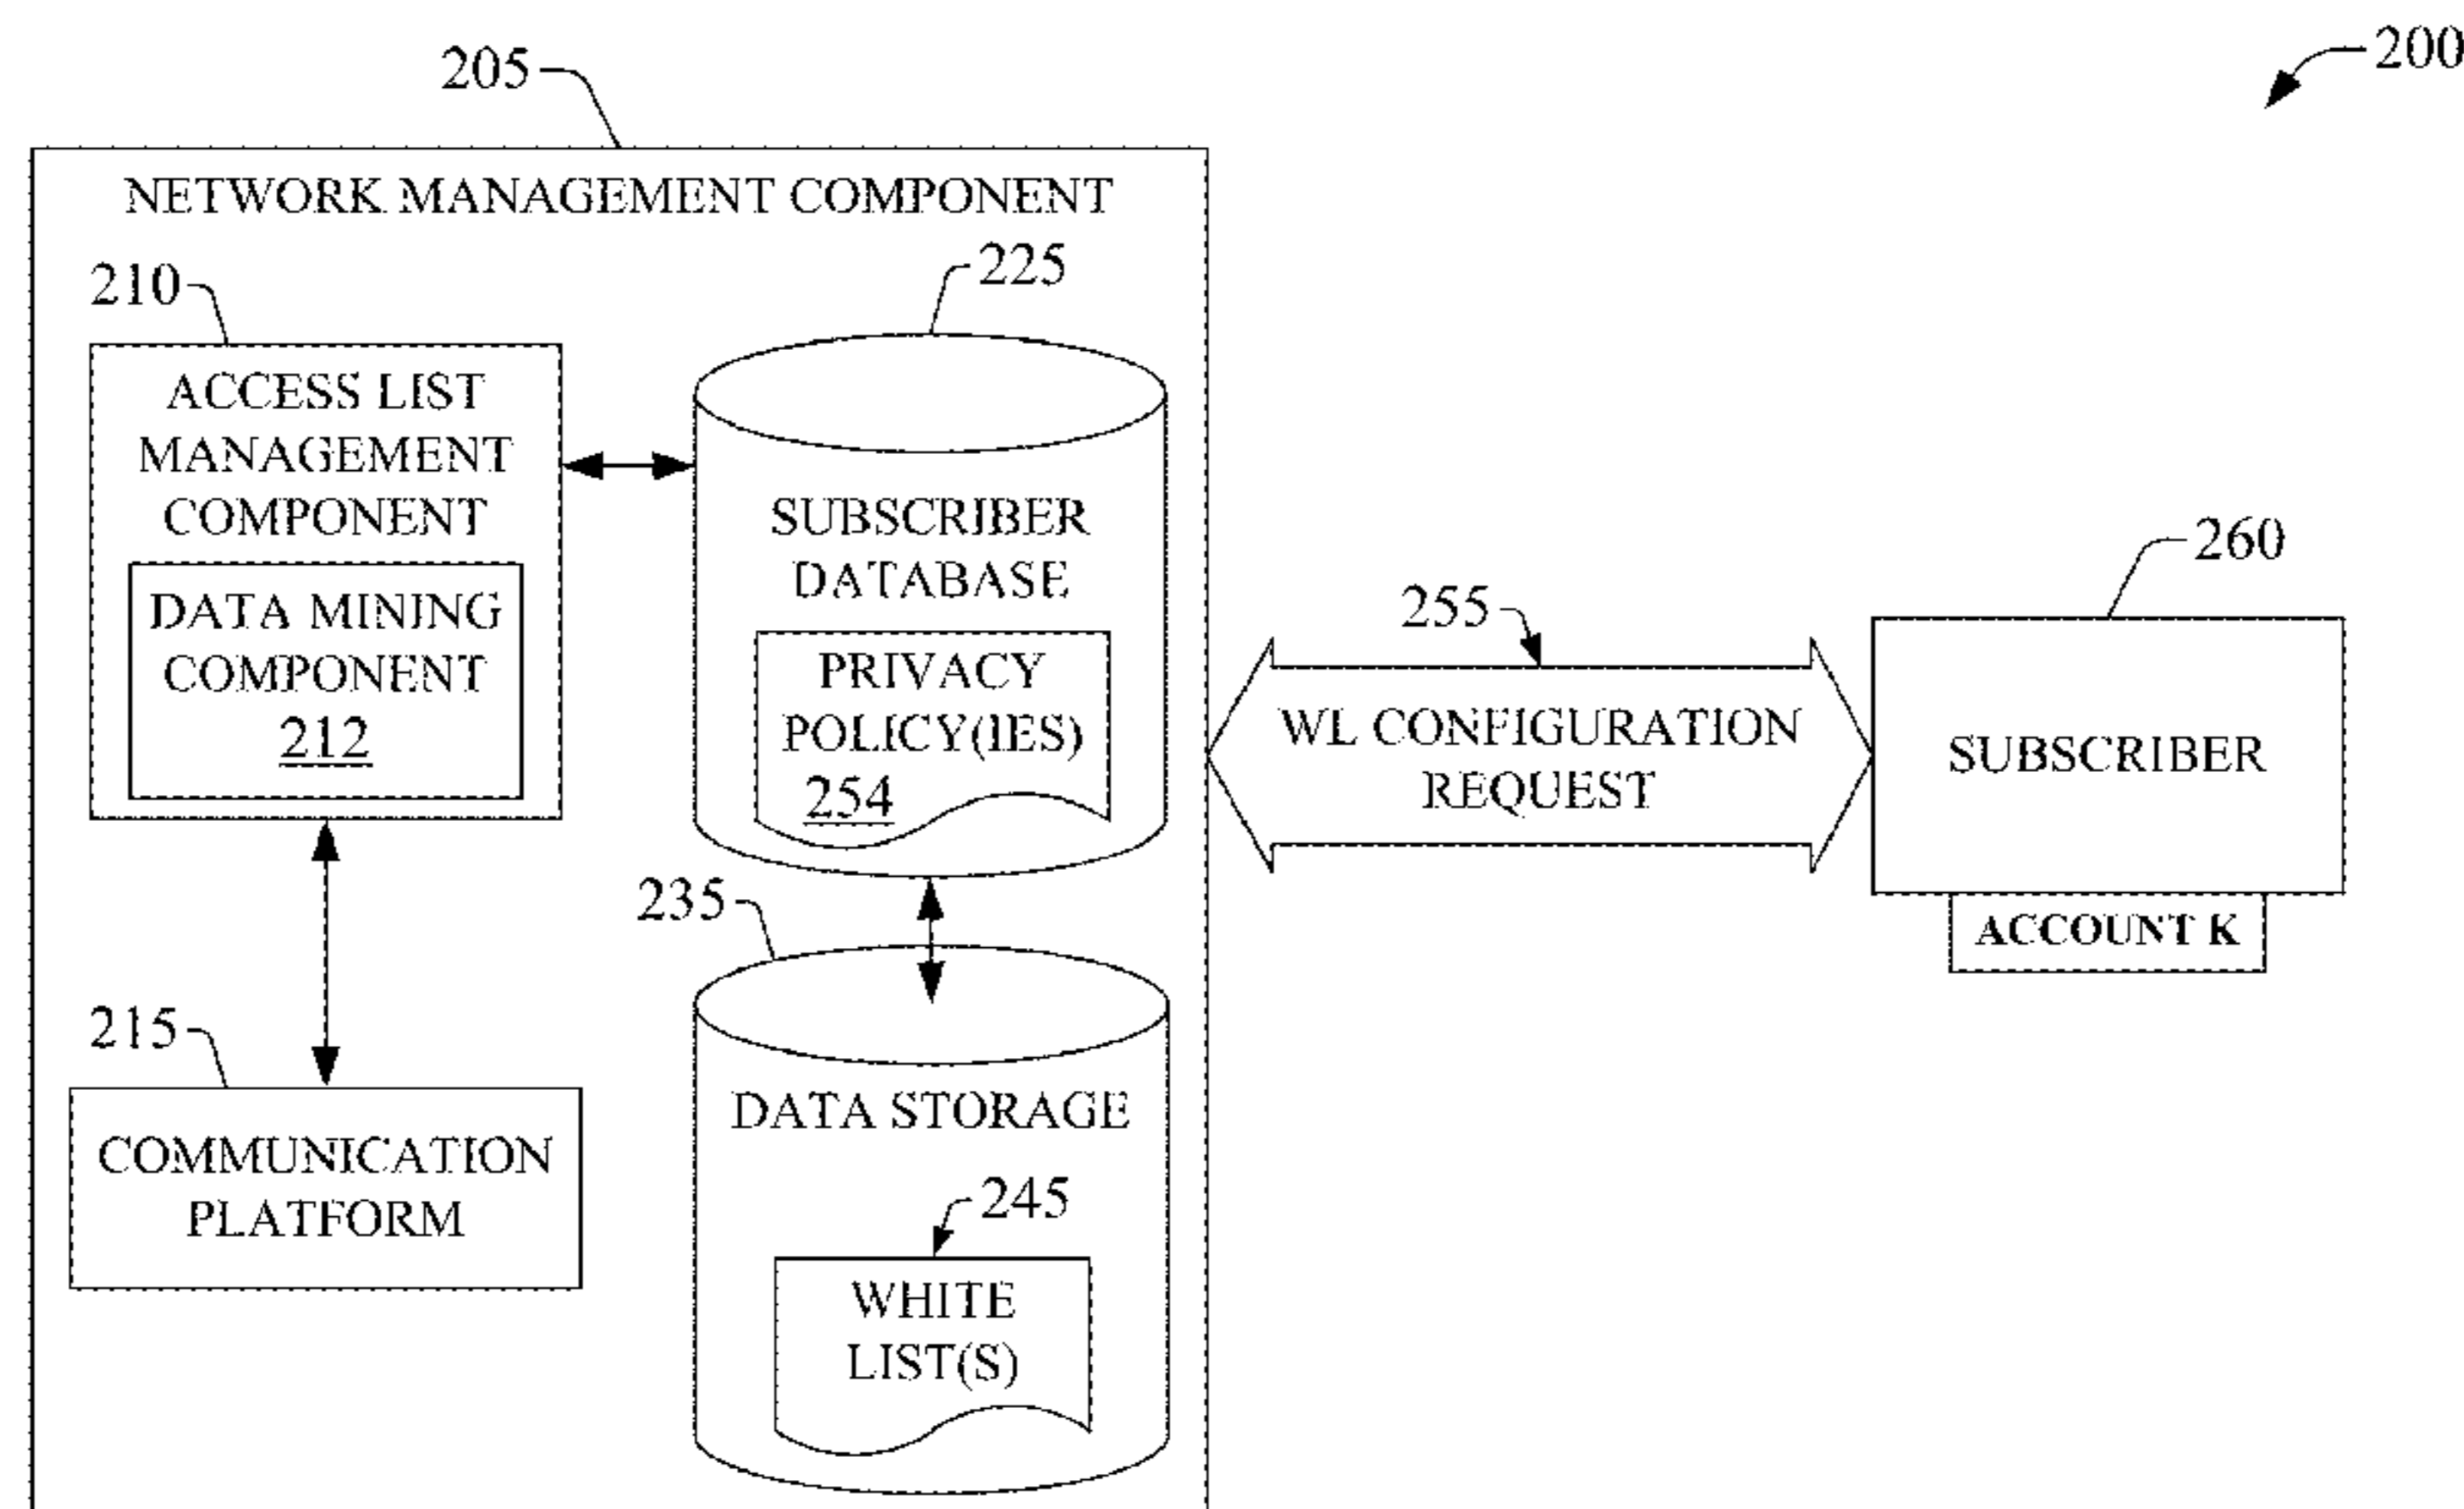 200
205
NETWORK MANAGEMENT COMPONENT
210
225
ACCESS LIST
MANAGEMENT
COMPONENT
DATA MINING
COMPONENT
212
SUBSCRIBER
DATABASE
PRIVACY
POLICY(IES)
254
255
WL CONFIGURATION
REQUEST
260
SUBSCRIBER
ACCOUNT K
235
215
COMMUNICATION
PLATFORM
DATA STORAGE
245
WHITE
LIST(S)